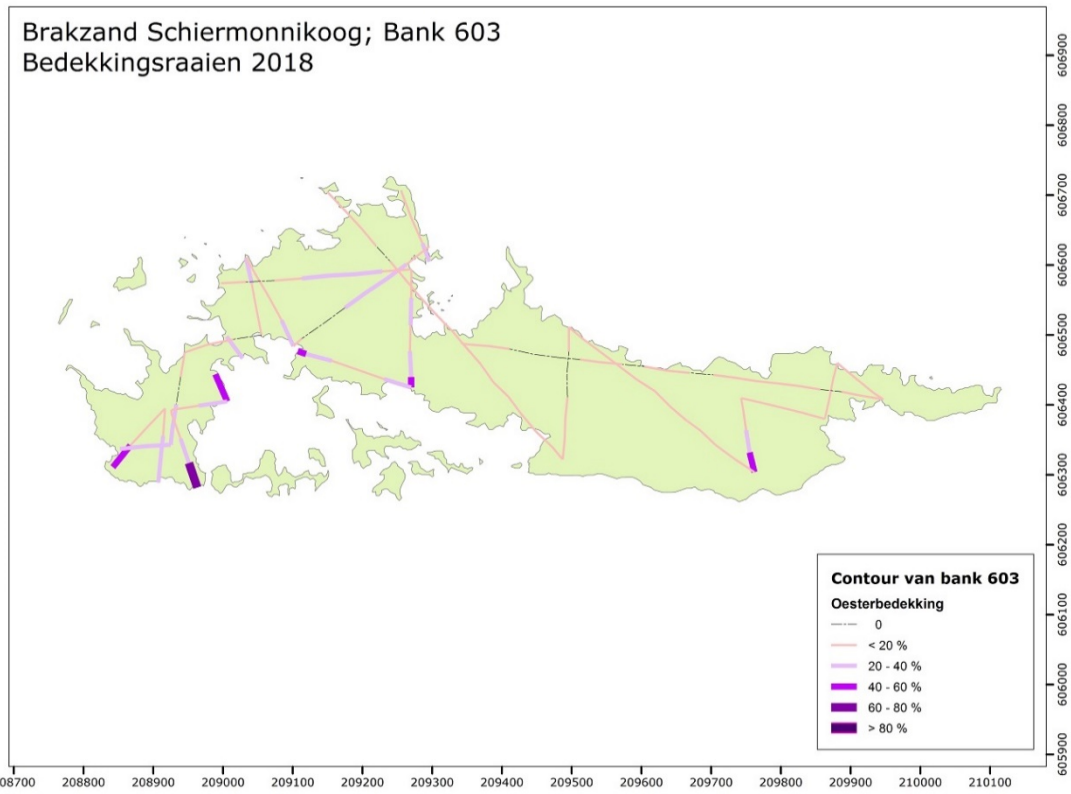 Brakzand Schiermonnikoog; Bank 603
Bedekkingsraaien 2018
606900
606800
606700
606600
606500
606400
606300
606200
606100
606000
605900
Contour van bank 603
Oesterbedekking
0
< 20 %
20 - 40 %
40 - 60 %
60 - 80 %
> 80 %
08700 208800 208900 209000 209100 209200 209300 209400 209500 209600 209700 209800 209900 210000 210100